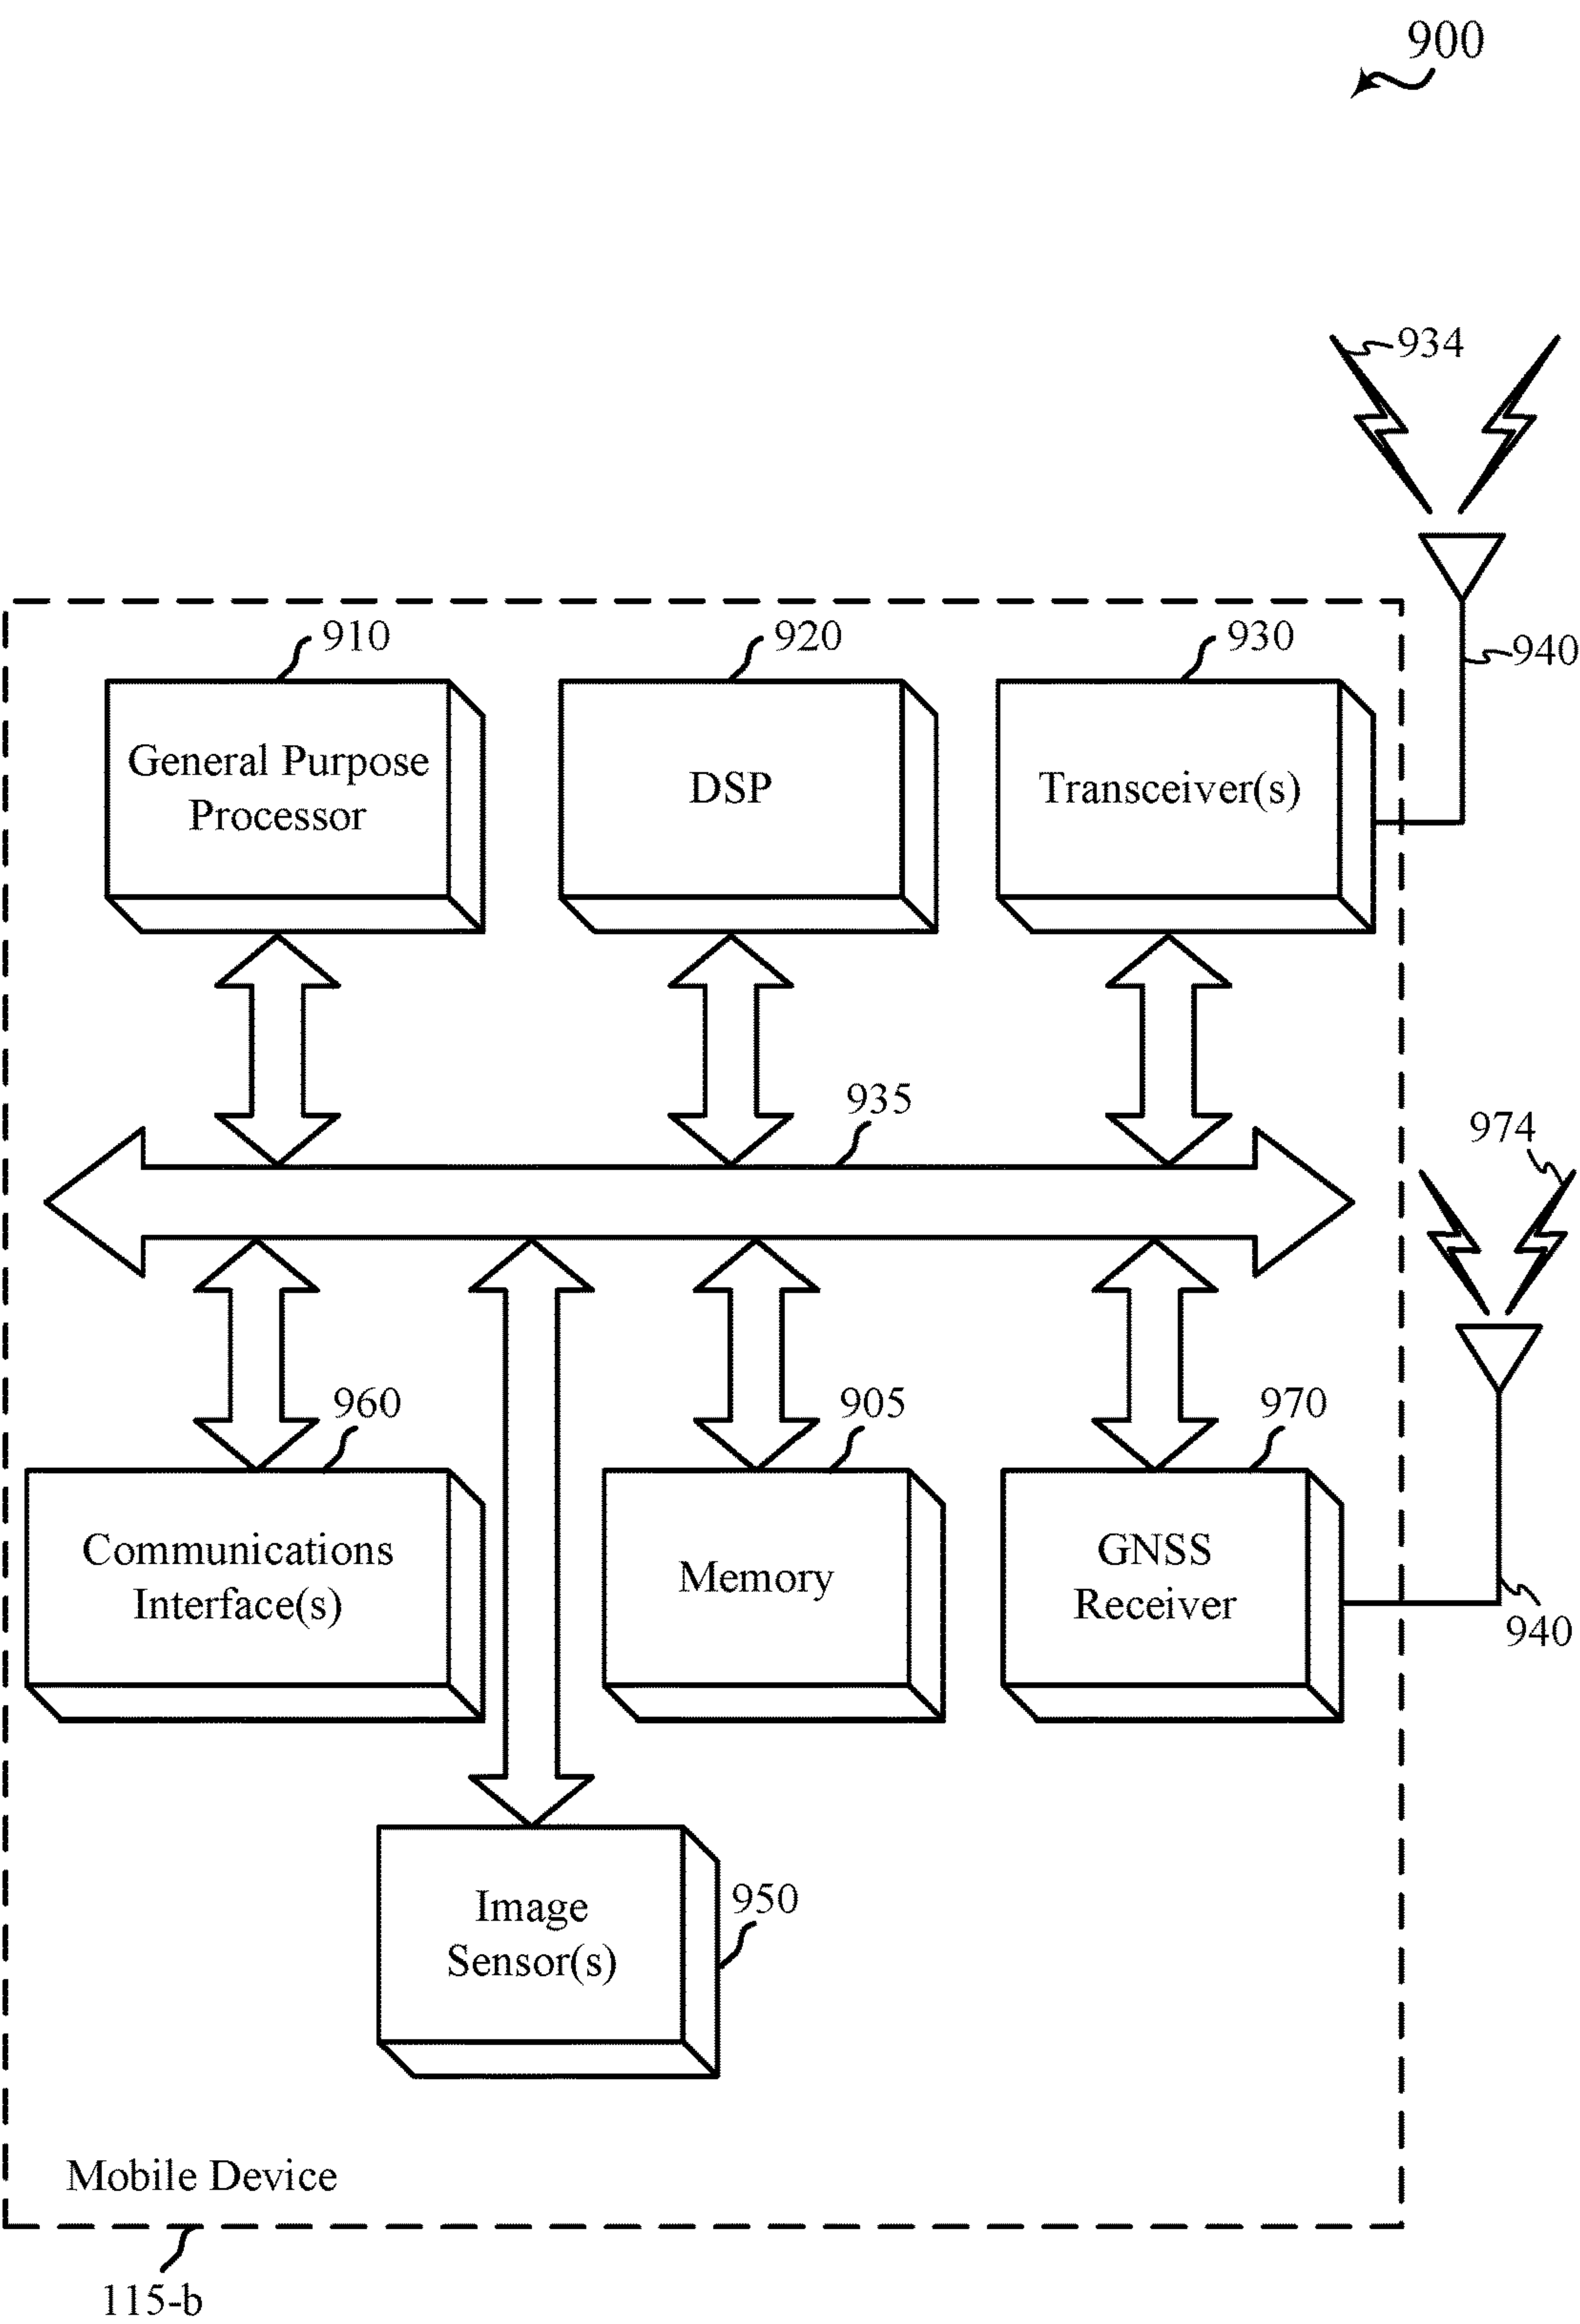 900
934
940
910
920
930
General Purpose
Processor
DSP
Transceiver(s)
935
974
960
905
970
Communications
Interface(s)
Memory
GNSS
Receiver
940
Image
Sensor(s)
950
Mobile Device
115-b